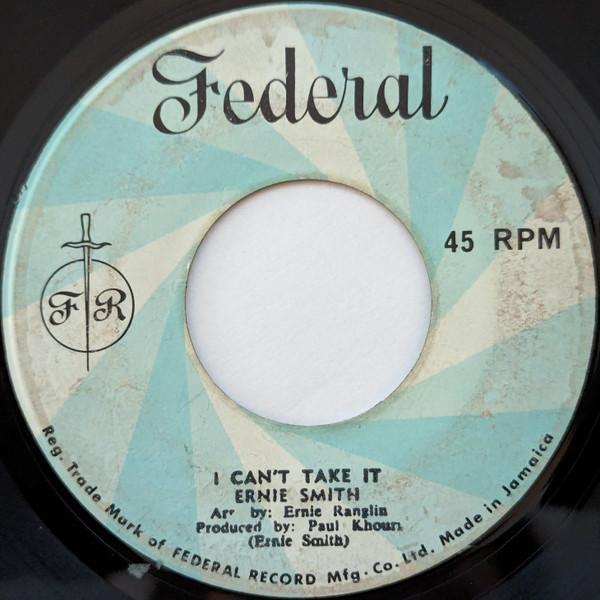 Federal
45 RPM
F R
I CAN'T TAKE IT
ERNIE SMITH
Arr by: Ernie Ranglin
Produced by: Paul Khouri
(Ernie Smith)
Reg. Trade Mark of FEDERAL RECORD Mfg. Co. Ltd. Made in Jamaica